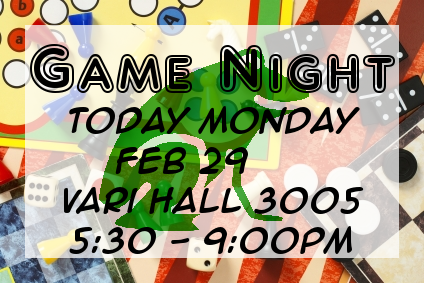 GAME NIGHT
TODAY MONDAY
FEB 29
VARI HALL 3005
5:30 - 9:00PM